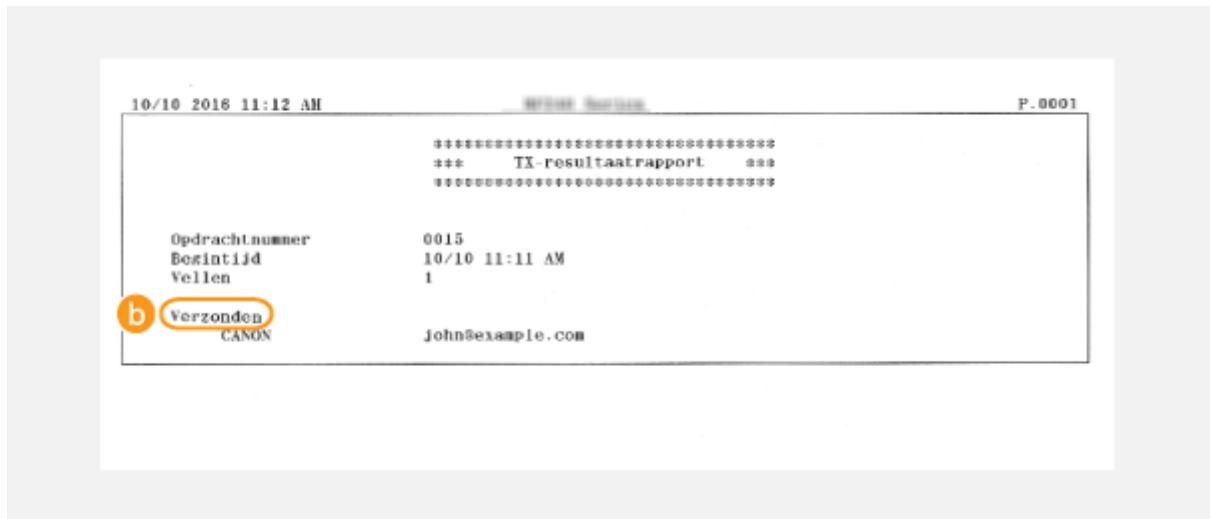 10/10 2016 11:12 AM P.0001
***********************************
*** TX-resultaatrapport ***
***********************************
Opdrachtnummer 0015
Begintijd 10/10 11:11 AM
Vellen 1
b Verzonden
CANON john@example.com